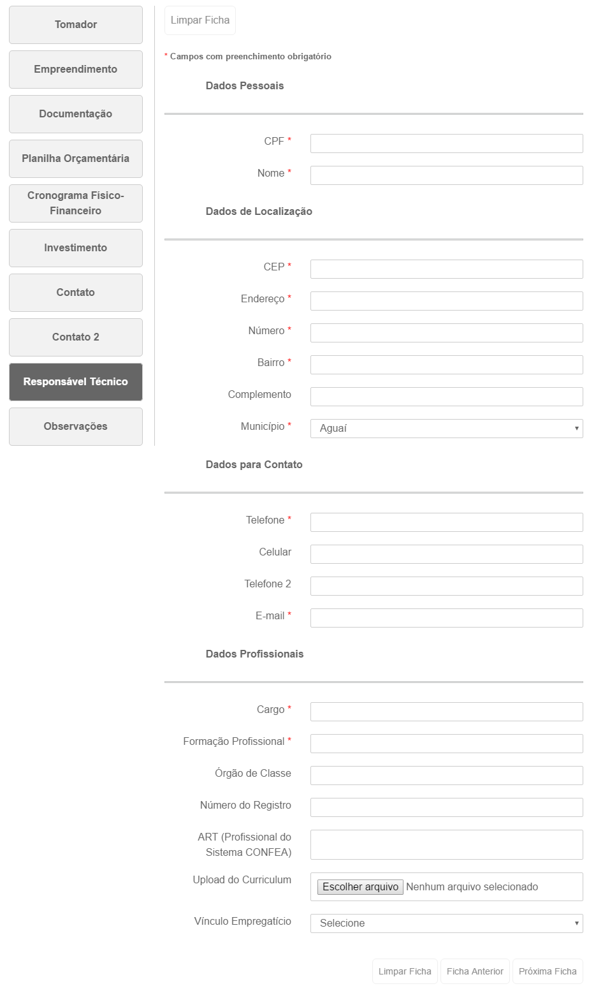 Tomador
Empreendimento
Documentação
Planilha Orçamentária
Cronograma Físico-
Financeiro
Investimento
Contato
Contato 2
Responsável Técnico
Observações
Limpar Ficha
* Campos com preenchimento obrigatório
Dados Pessoais
CPF *
Nome *
Dados de Localização
CEP *
Endereço *
Número *
Bairro *
Complemento
Município * Aguaí
Dados para Contato
Telefone *
Celular
Telefone 2
E-mail *
Dados Profissionais
Cargo *
Formação Profissional *
Órgão de Classe
Número do Registro
ART (Profissional do
Sistema CONFEA)
Upload do Curriculum Escolher arquivo Nenhum arquivo selecionado
Vínculo Empregatício Selecione
Limpar Ficha Ficha Anterior Próxima Ficha